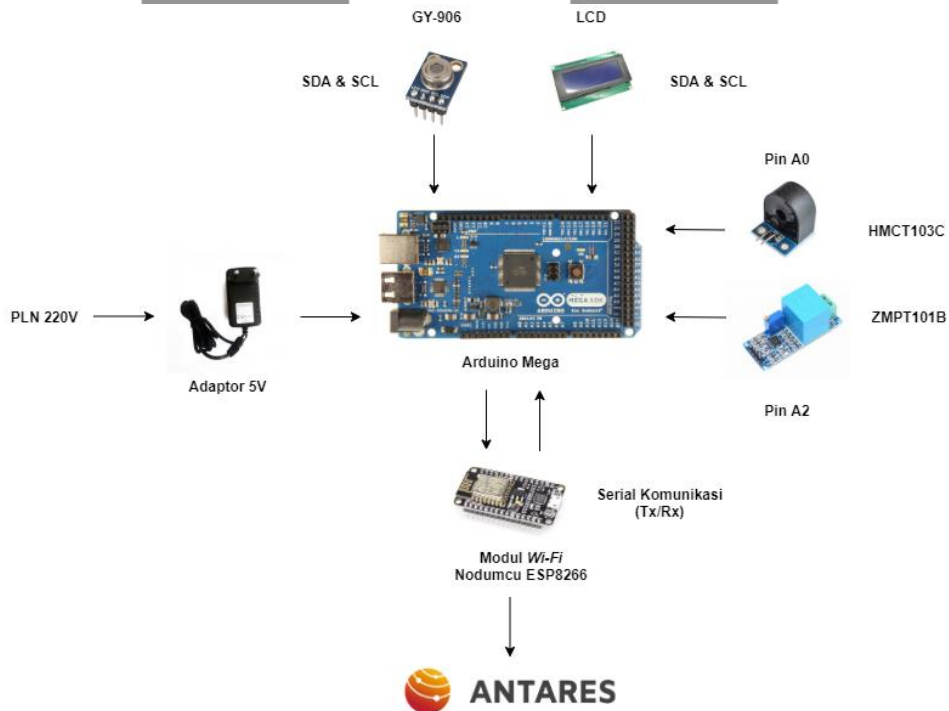 GY-906
LCD
SDA & SCL
SDA & SCL
Pin A0
HMCT103C
PLN 220V
ZMPT101B
Arduino Mega
Adaptor 5V
Pin A2
Serial Komunikasi
(Tx/Rx)
Modul Wi-Fi
Nodumcu ESP8266
ANTARES